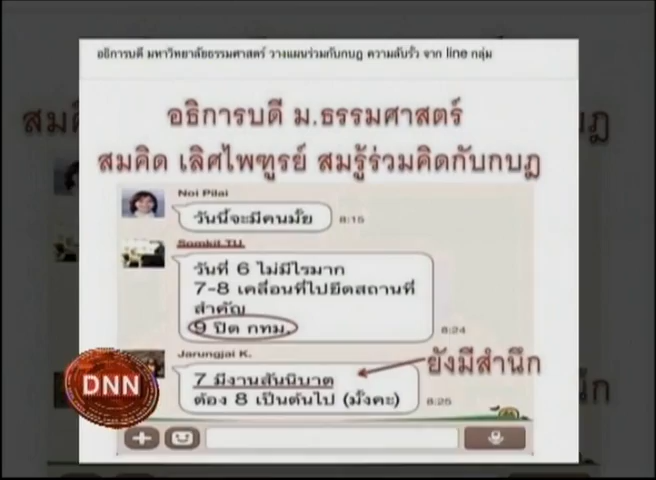 อธิการบดี มหาวิทยาลัยธรรมศาสตร์ วางแผนร่วมกับกบฎ ความลับรั่ว จาก line กลุ่ม
อธิการบดี ม.ธรรมศาสตร์
สมคิด เลิศไพฑูรย์ สมรู้ร่วมคิดกับกบฎ
Noi Pilai
วันนี้จะมีคนมั้ย 8:15
Somkit TU
วันที่ 6 ไม่มีไรมาก
7-8 เคลื่อนที่ไปยึดสถานที่
สำคัญ
9 ปิด กทม. 8:24
Jarungjai K.
ยังมีสำนึก
7 มีงานสันนิบาต
ต้อง 8 เป็นต้นไป (มั้งคะ) 8:25
DNN